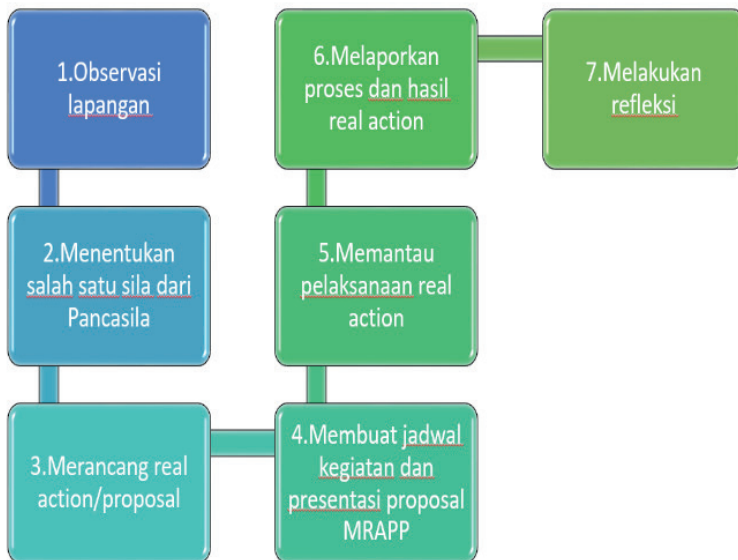 1.Observasi
lapangan
2.Menentukan
salah satu sila dari
Pancasila
3.Merancang real
action/proposal
4.Membuat jadwal
kegiatan dan
presentasi proposal
MRAPP
5.Memantau
pelaksanaan real
action
6.Melaporkan
proses dan hasil
real action
7.Melakukan
refleksi